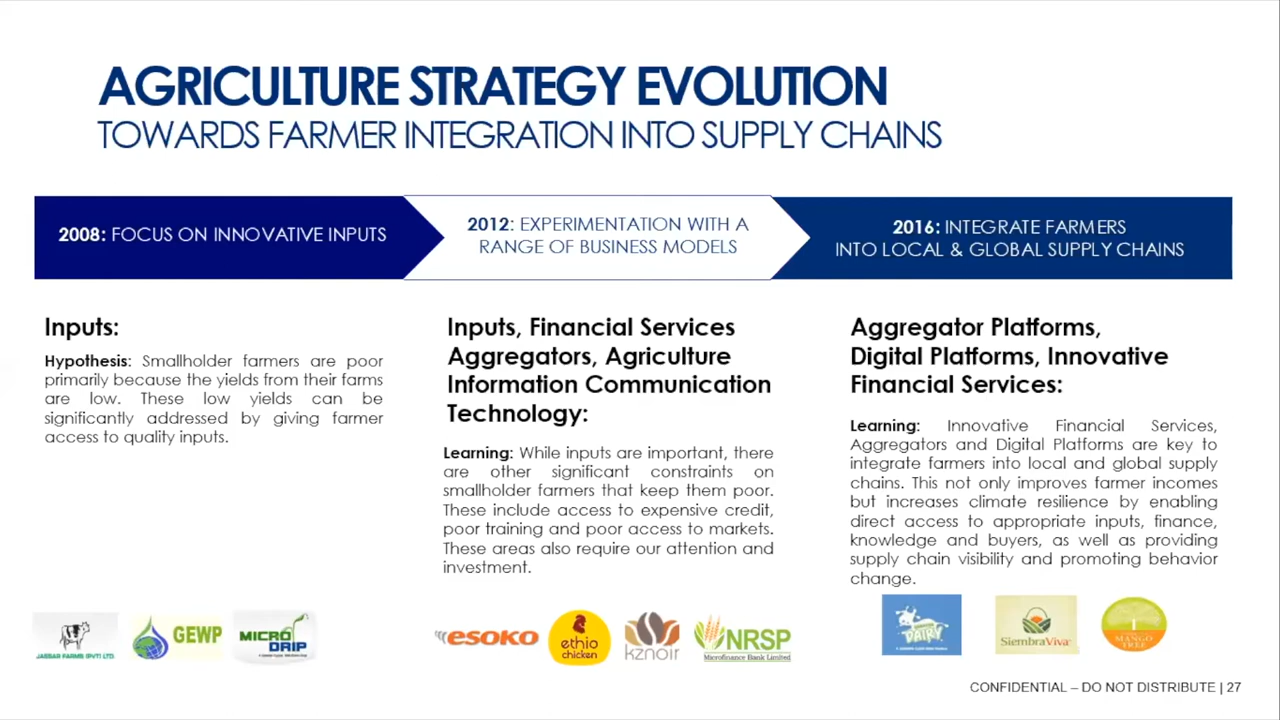 AGRICULTURE STRATEGY EVOLUTION
TOWARDS FARMER INTEGRATION INTO SUPPLY CHAINS
2008: FOCUS ON INNOVATIVE INPUTS
2012: EXPERIMENTATION WITH A
RANGE OF BUSINESS MODELS
2016: INTEGRATE FARMERS
INTO LOCAL & GLOBAL SUPPLY CHAINS
Inputs:
Hypothesis: Smallholder farmers are poor
primarily because the yields from their farms
are low. These low yields can be
significantly addressed by giving farmer
access to quality inputs.
Inputs, Financial Services
Aggregators, Agriculture
Information Communication
Technology:
Learning: While inputs are important, there
are other significant constraints on
smallholder farmers that keep them poor.
These include access to expensive credit,
poor training and poor access to markets.
These areas also require our attention and
investment.
Aggregator Platforms,
Digital Platforms, Innovative
Financial Services:
Learning: Innovative Financial Services,
Aggregators and Digital Platforms are key to
integrate farmers into local and global supply
chains. This not only improves farmer incomes
but increases climate resilience by enabling
direct access to appropriate inputs, finance,
knowledge and buyers, as well as providing
supply chain visibility and promoting behavior
change.
JASSAR FARMS (PVT) LTD.
GEWP
MICRO
DRIP
esoko
ethio
chicken
kznoir
NRSP
Microfinance Bank Limited
DAIRY
SiembraViva
MANGO
TREE
CONFIDENTIAL – DO NOT DISTRIBUTE | 27